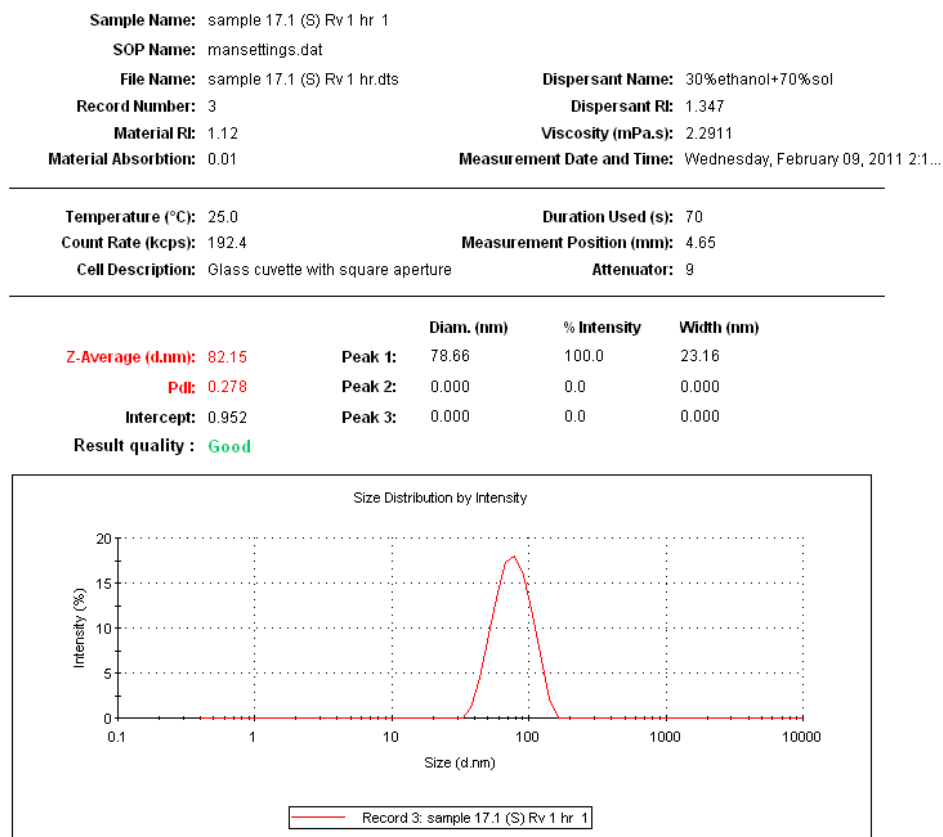 Sample Name: sample 17.1 (S) Rv 1 hr 1
SOP Name: mansettings.dat
File Name: sample 17.1 (S) Rv 1 hr.dts Dispersant Name: 30%ethanol+70%sol
Record Number: 3 Dispersant RI: 1.347
Material RI: 1.12 Viscosity (mPa.s): 2.2911
Material Absorbtion: 0.01 Measurement Date and Time: Wednesday, February 09, 2011 2:1...
Temperature (°C): 25.0 Duration Used (s): 70
Count Rate (kcps): 192.4 Measurement Position (mm): 4.65
Cell Description: Glass cuvette with square aperture Attenuator: 9
Diam. (nm) % Intensity Width (nm)
Z-Average (d.nm): 82.15 Peak 1: 78.66 100.0 23.16
PdI: 0.278 Peak 2: 0.000 0.0 0.000
Intercept: 0.952 Peak 3: 0.000 0.0 0.000
Result quality : Good
Size Distribution by Intensity
20
15
10
5
0
Intensity (%)
0.1 1 10 100 1000 10000
Size (d.nm)
Record 3: sample 17.1 (S) Rv 1 hr 1